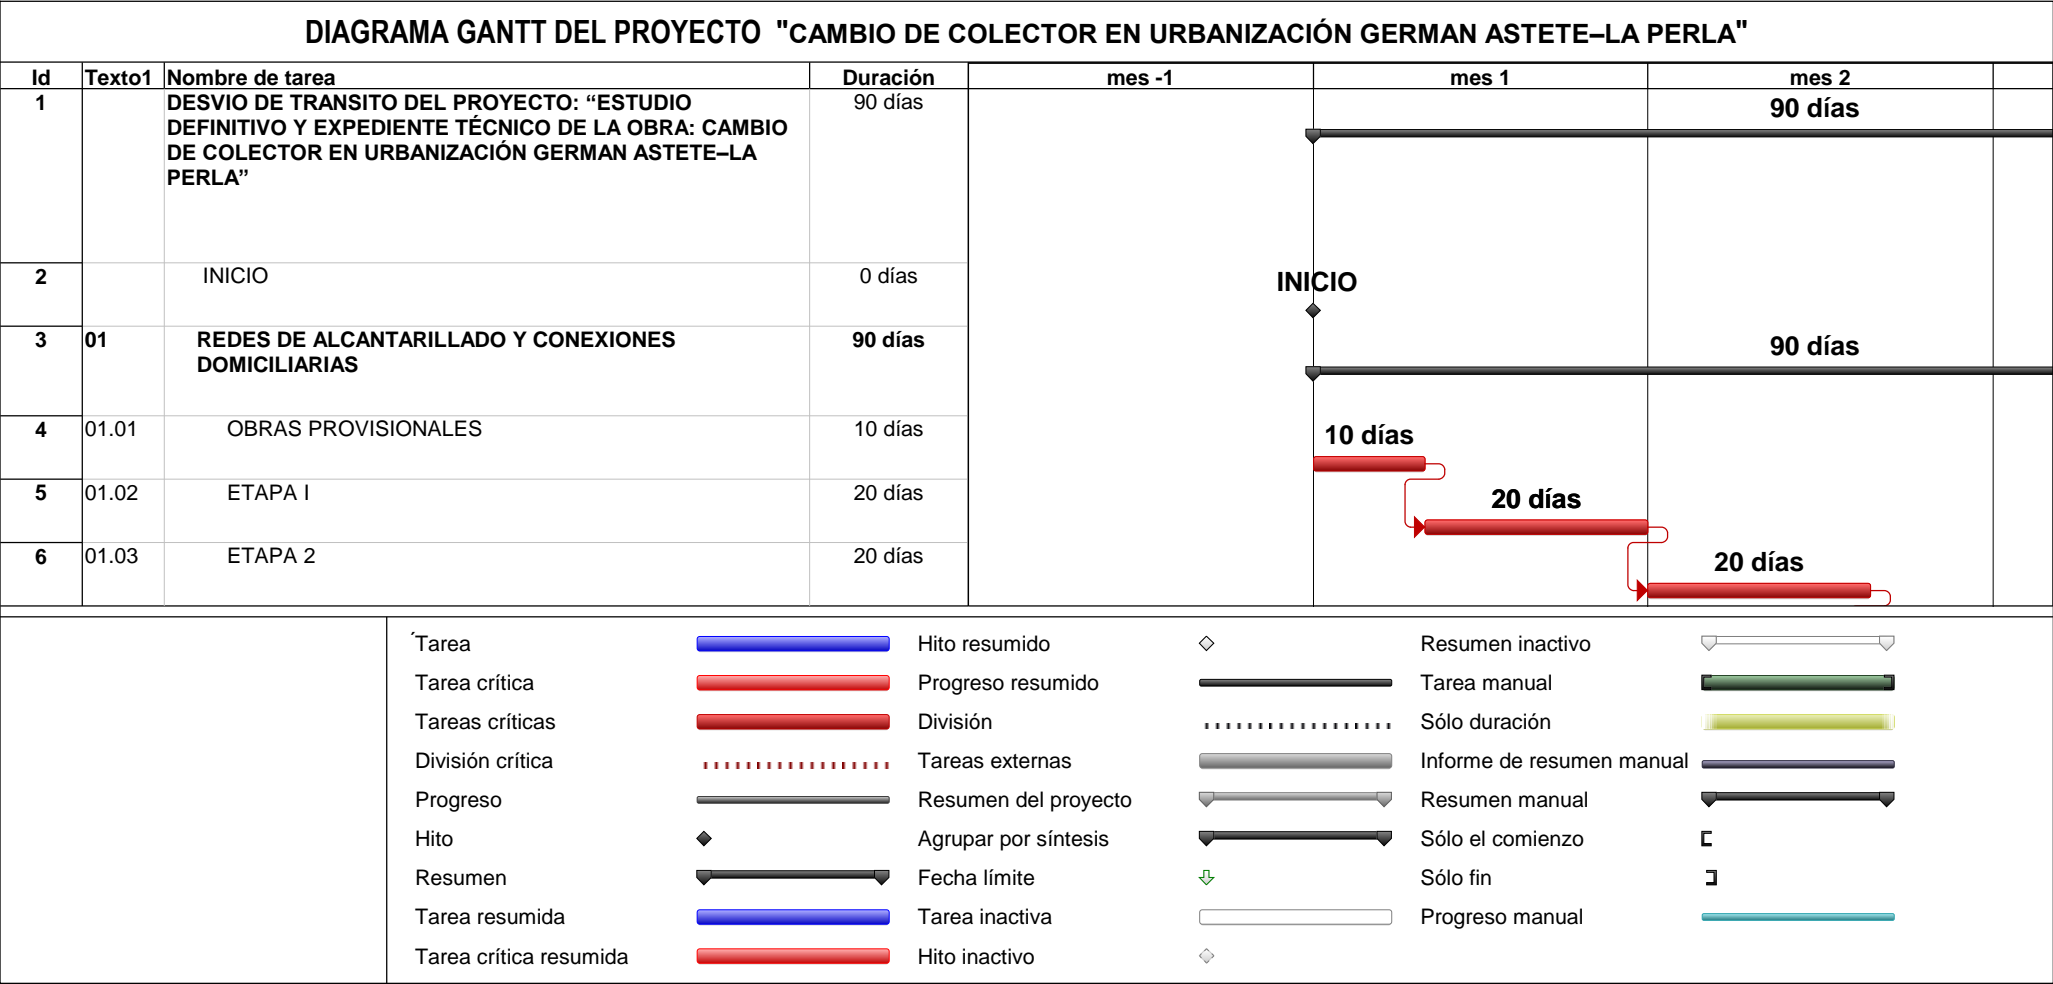 DIAGRAMA GANTT DEL PROYECTO "CAMBIO DE COLECTOR EN URBANIZACIÓN GERMAN ASTETE–LA PERLA"
Id Texto1 Nombre de tarea Duración mes -1 mes 1 mes 2
1 DESVIO DE TRANSITO DEL PROYECTO: “ESTUDIO 90 días
DEFINITIVO Y EXPEDIENTE TÉCNICO DE LA OBRA: CAMBIO
DE COLECTOR EN URBANIZACIÓN GERMAN ASTETE–LA
PERLA”
90 días
2 INICIO 0 días
INICIO
3 01 REDES DE ALCANTARILLADO Y CONEXIONES 90 días
DOMICILIARIAS
90 días
4 01.01 OBRAS PROVISIONALES 10 días
10 días
5 01.02 ETAPA I 20 días
20 días
6 01.03 ETAPA 2 20 días
20 días
Tarea
Tarea crítica
Tareas críticas
División crítica
Progreso
Hito
Resumen
Tarea resumida
Tarea crítica resumida
Hito resumido
Progreso resumido
División
Tareas externas
Resumen del proyecto
Agrupar por síntesis
Fecha límite
Tarea inactiva
Hito inactivo
Resumen inactivo
Tarea manual
Sólo duración
Informe de resumen manual
Resumen manual
Sólo el comienzo
Sólo fin
Progreso manual